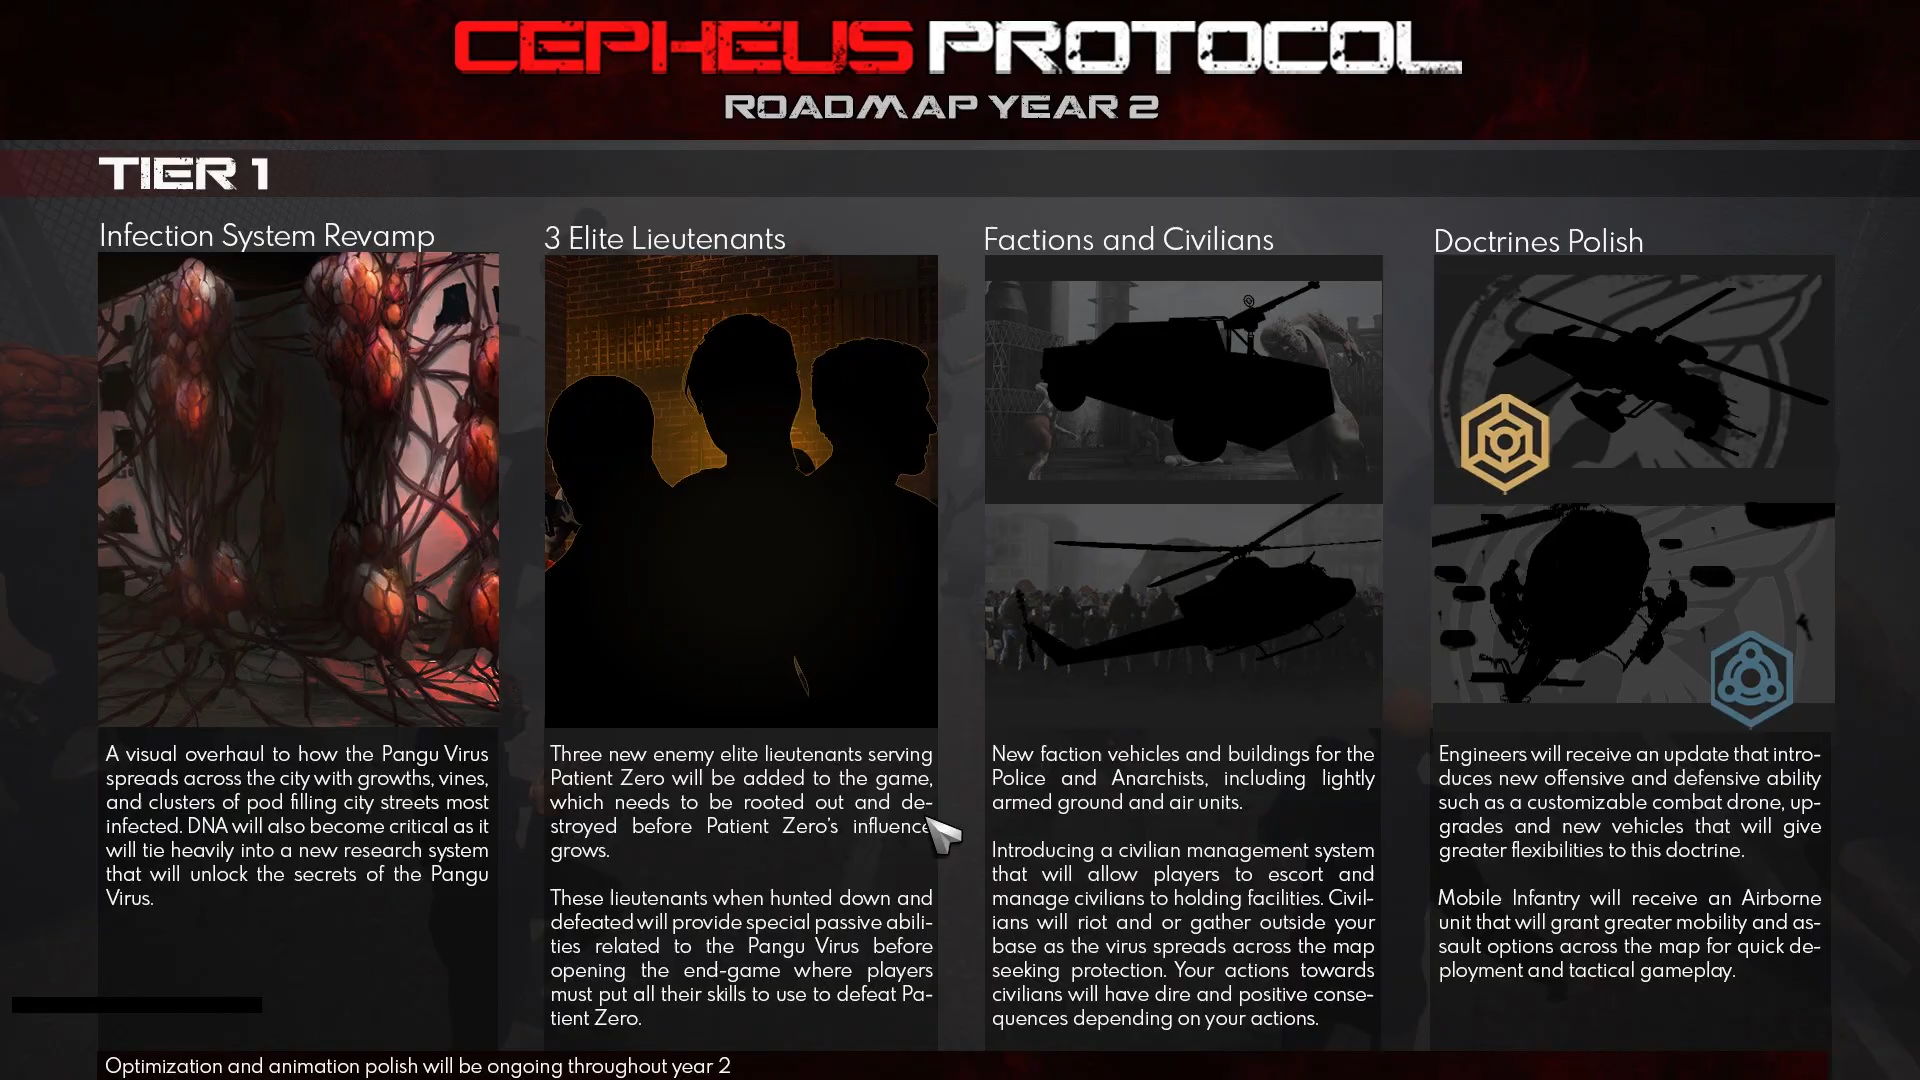 CEPHEUS PROTOCOL
ROADMAP YEAR 2
TIER 1
Infection System Revamp
A visual overhaul to how the Pangu Virus
spreads across the city with growths, vines,
and clusters of pod filling city streets most
infected. DNA will also become critical as it
will tie heavily into a new research system
that will unlock the secrets of the Pangu
Virus.
3 Elite Lieutenants
Three new enemy elite lieutenants serving
Patient Zero will be added to the game,
which needs to be rooted out and de-
stroyed before Patient Zero's influence
grows.
These lieutenants when hunted down and
defeated will provide special passive abili-
ties related to the Pangu Virus before
opening the end-game where players
must put all their skills to use to defeat Pa-
tient Zero.
Factions and Civilians
New faction vehicles and buildings for the
Police and Anarchists, including lightly
armed ground and air units.
Introducing a civilian management system
that will allow players to escort and
manage civilians to holding facilities. Civil-
ians will riot and or gather outside your
base as the virus spreads across the map
seeking protection. Your actions towards
civilians will have dire and positive conse-
quences depending on your actions.
Doctrines Polish
Engineers will receive an update that intro-
duces new offensive and defensive ability
such as a customizable combat drone, up-
grades and new vehicles that will give
greater flexibilities to this doctrine.
Mobile Infantry will receive an Airborne
unit that will grant greater mobility and as-
sault options across the map for quick de-
ployment and tactical gameplay.
Optimization and animation polish will be ongoing throughout year 2